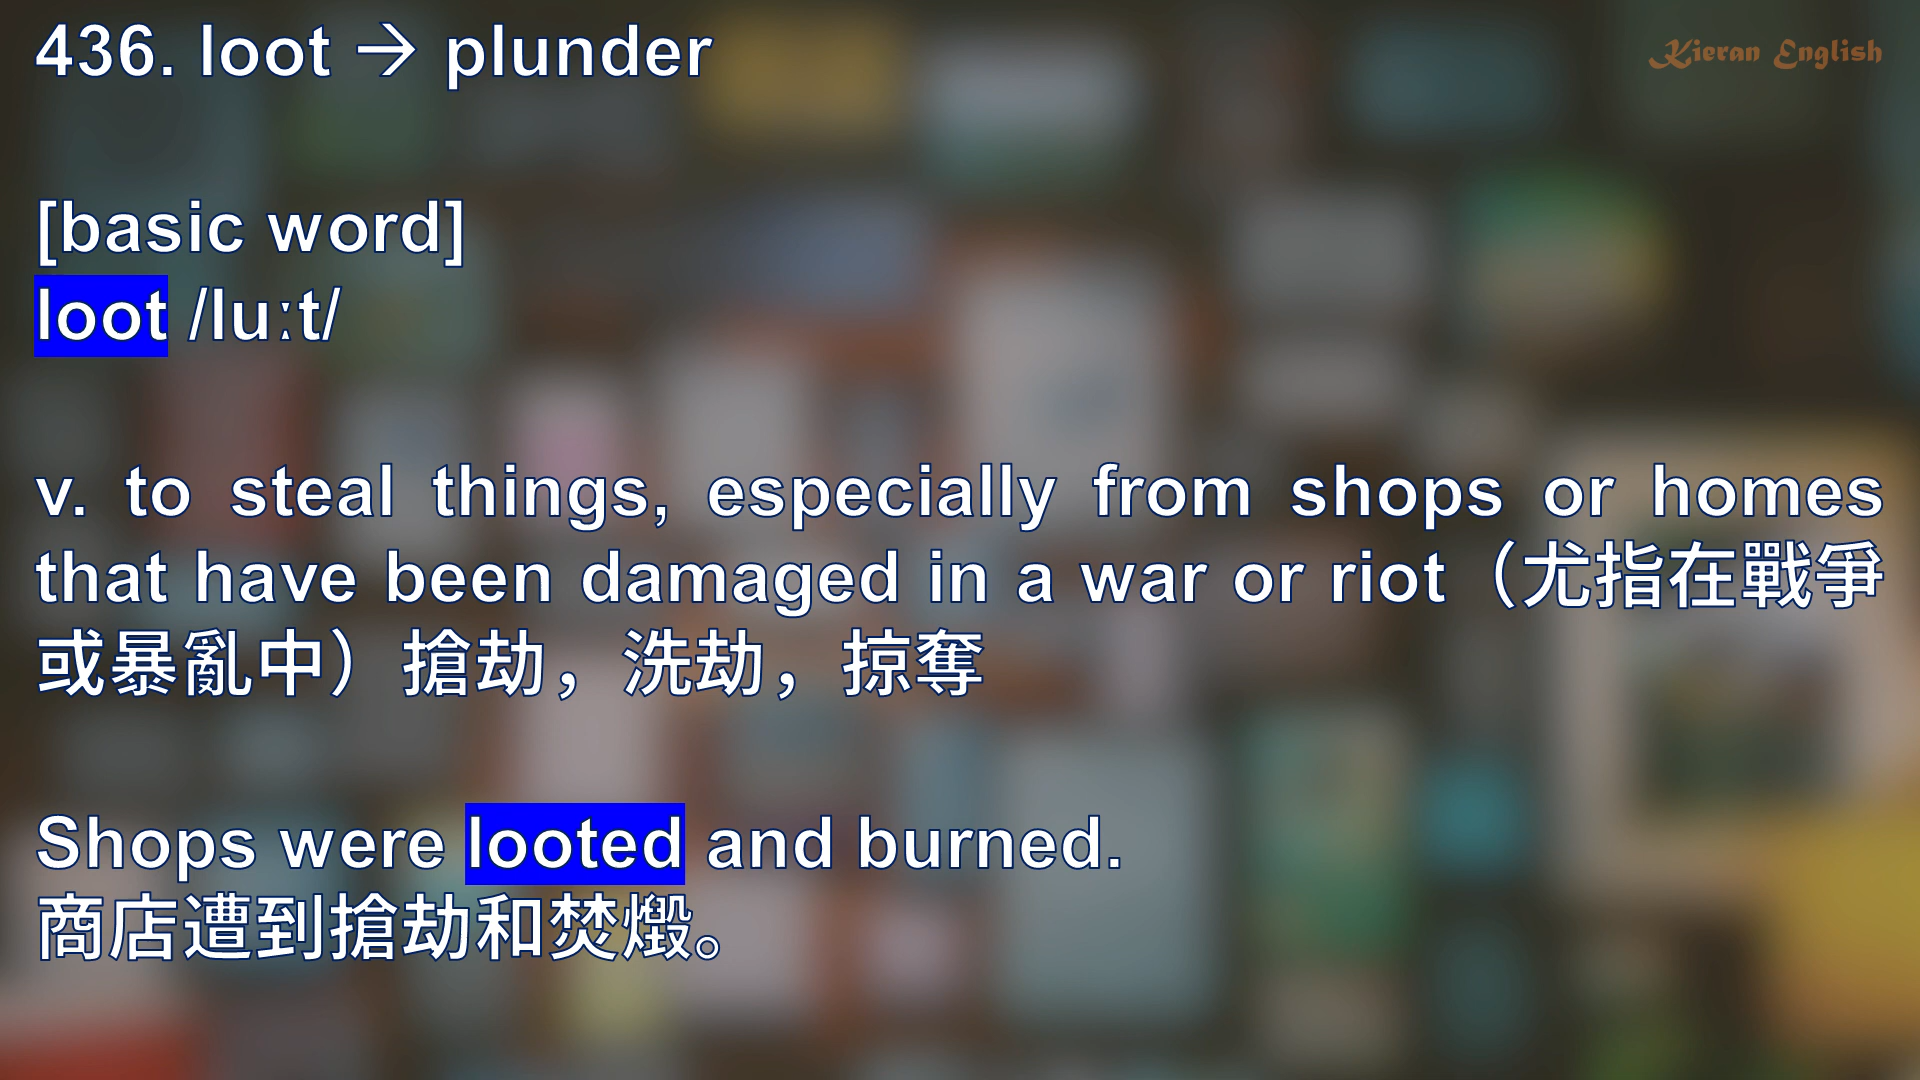 436. loot → plunder
Kieran English
[basic word]
loot /luːt/
v. to steal things, especially from shops or homes
that have been damaged in a war or riot（尤指在戰爭
或暴亂中）搶劫，洗劫，掠奪
Shops were looted and burned.
商店遭到搶劫和焚燬。